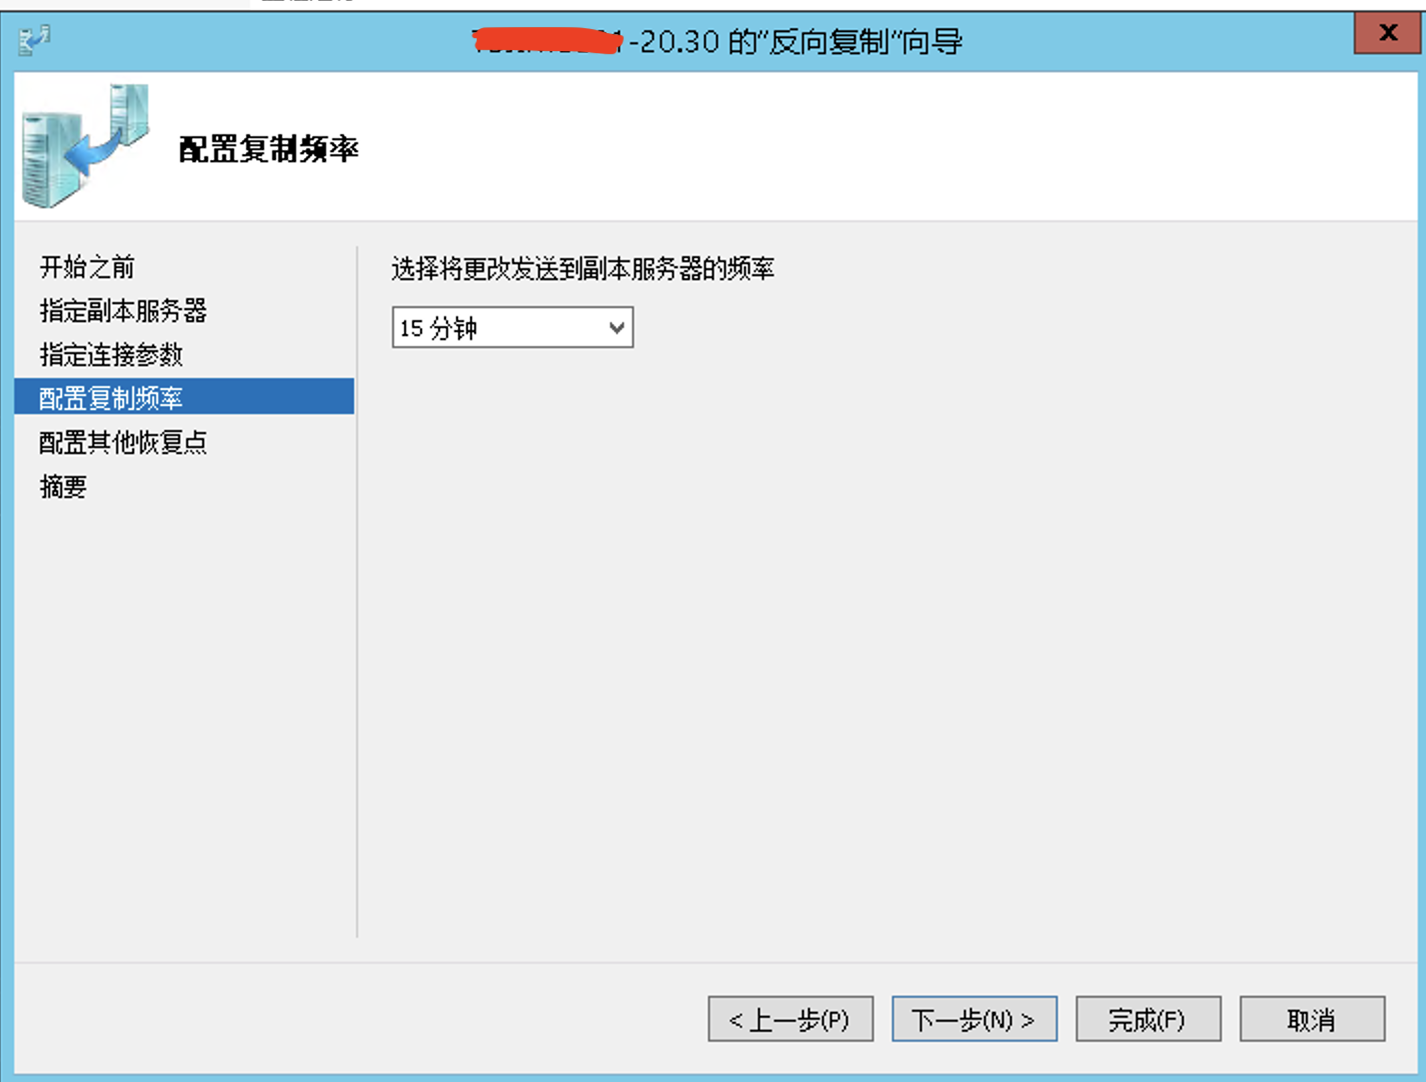 -20.30 的“反向复制”向导
X
配置复制频率
开始之前
指定副本服务器
指定连接参数
配置复制频率
配置其他恢复点
摘要
选择将更改发送到副本服务器的频率
15 分钟
< 上一步(P)
下一步(N) >
完成(F)
取消